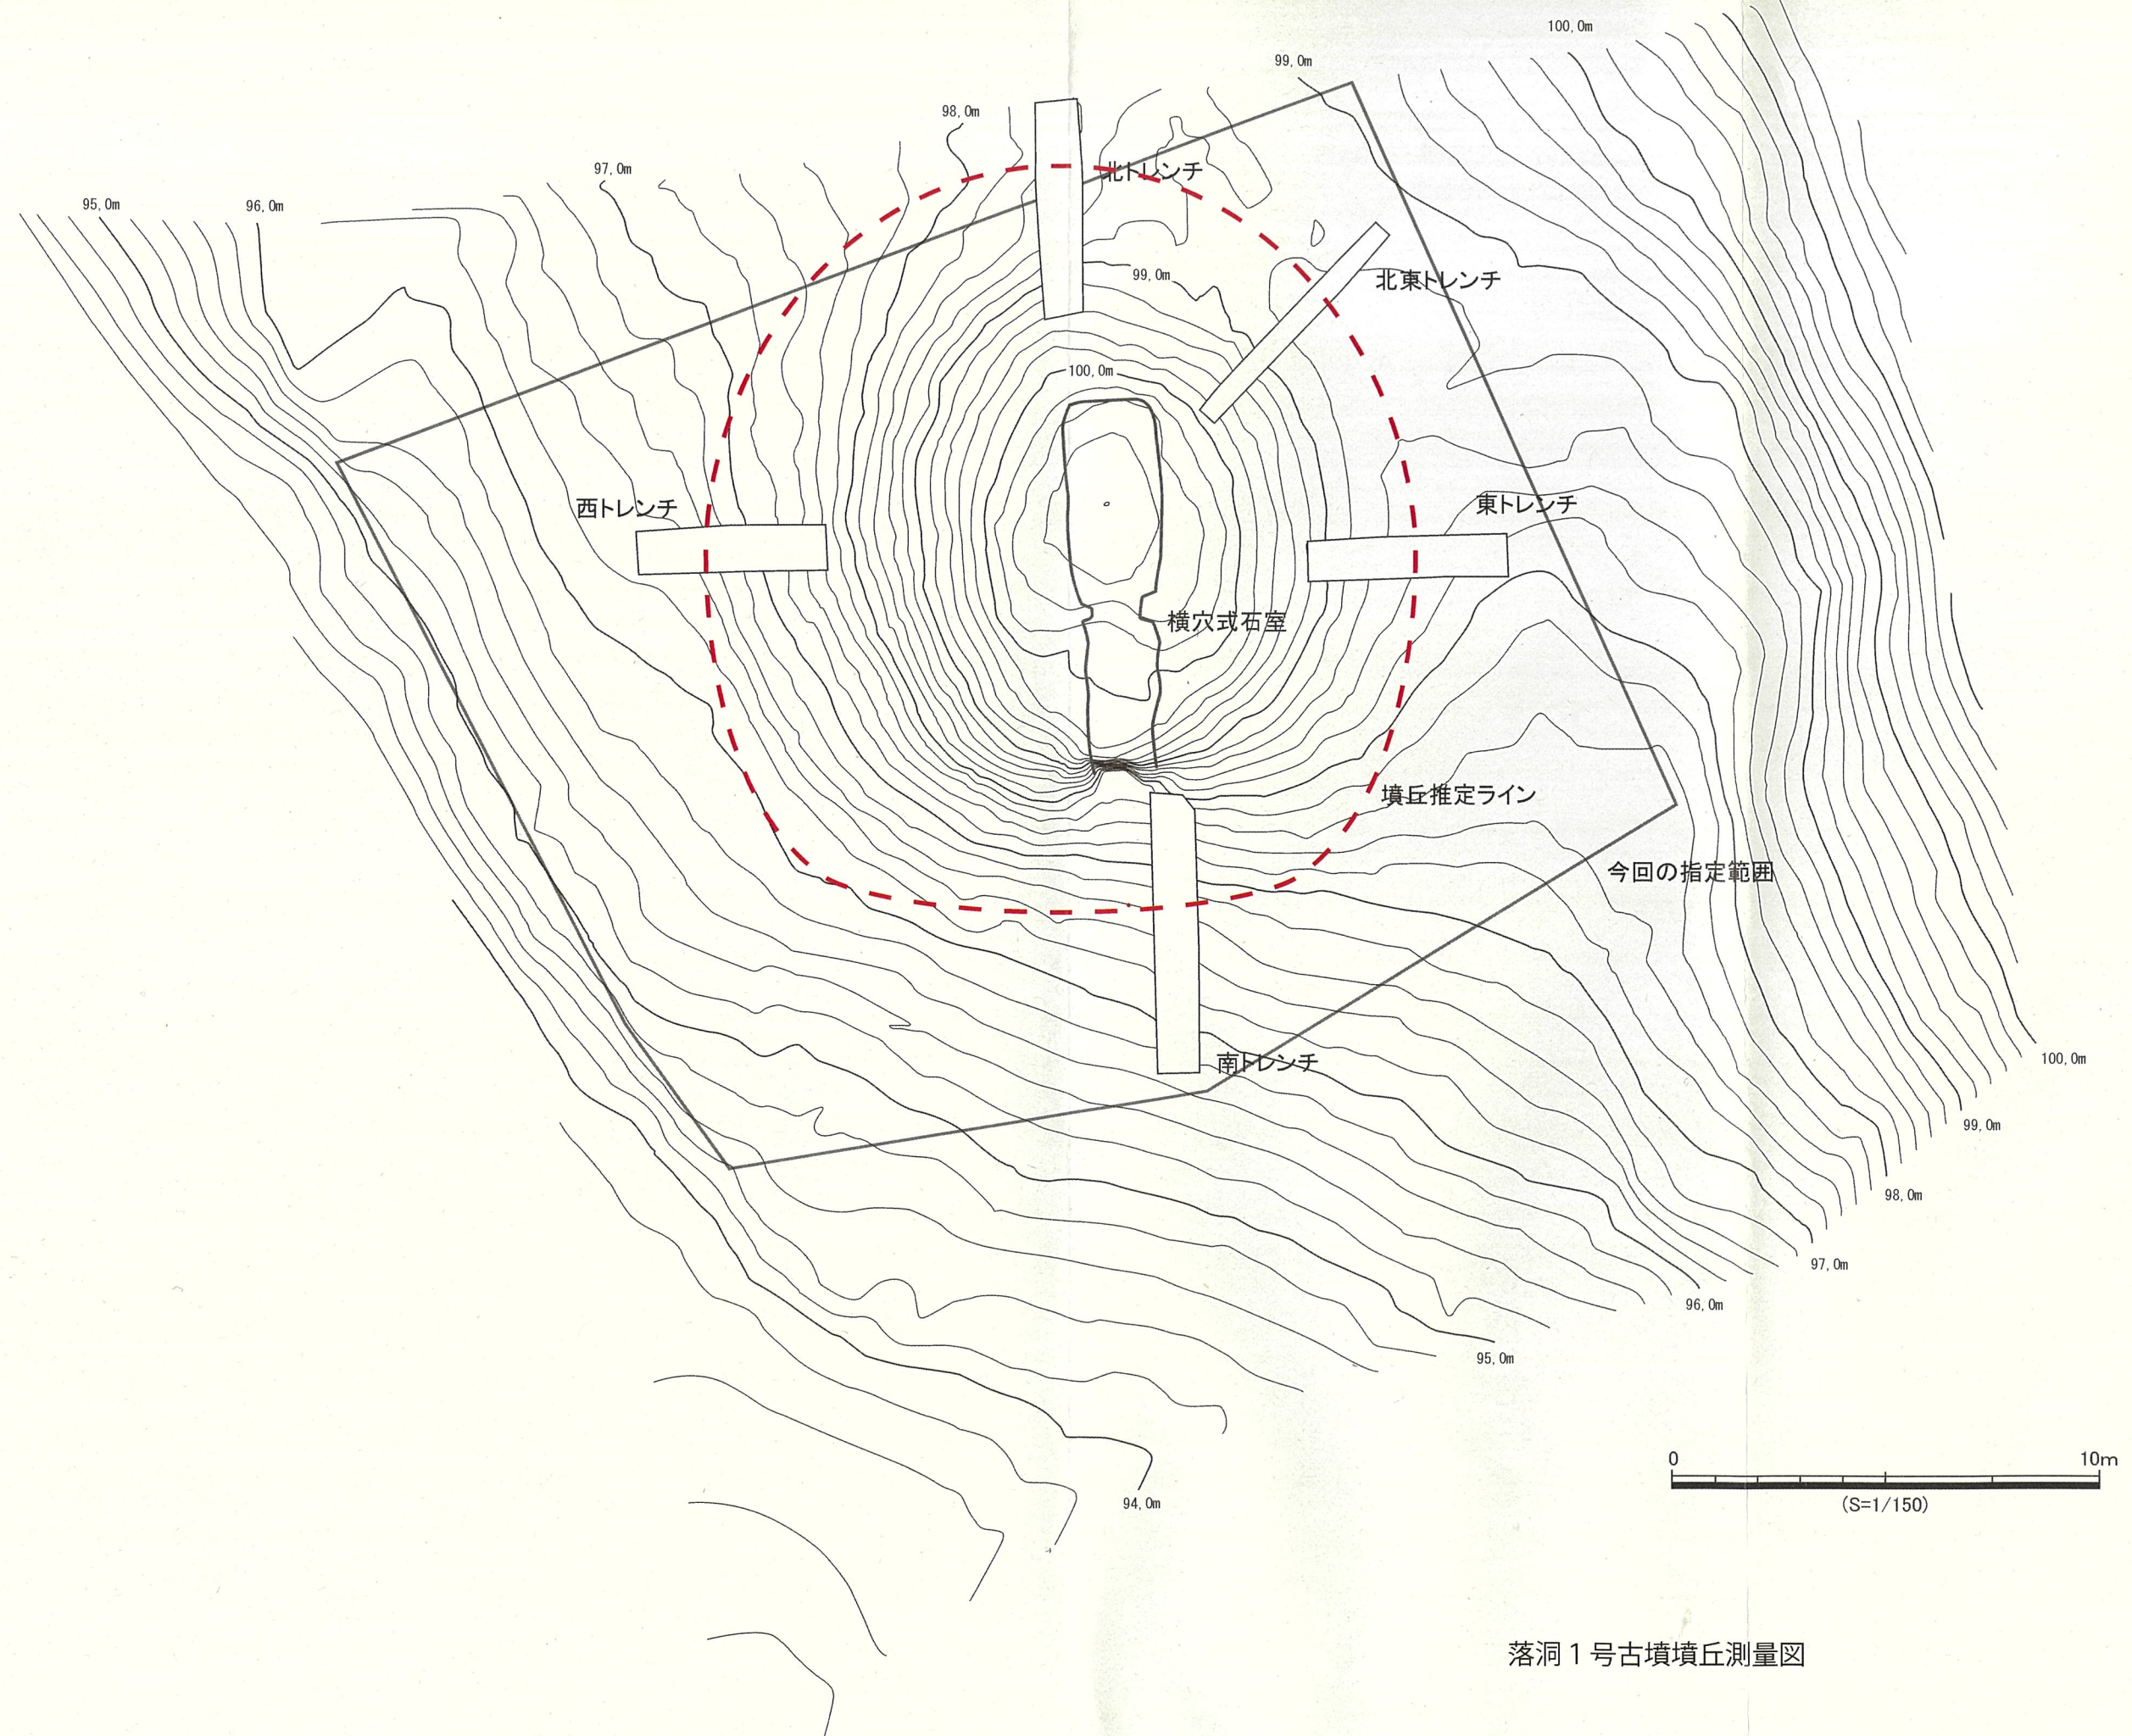 100,0m
99,0m
98,0m
97,0m
96,0m
95,0m
北トレンチ
99,0m
北東トレンチ
100,0m
西トレンチ
東トレンチ
横穴式石室
墳丘推定ライン
今回の指定範囲
南トレンチ
100,0m
99,0m
98,0m
97,0m
96,0m
95,0m
94,0m
0 10m
(S=1/150)
落洞1号古墳墳丘測量図